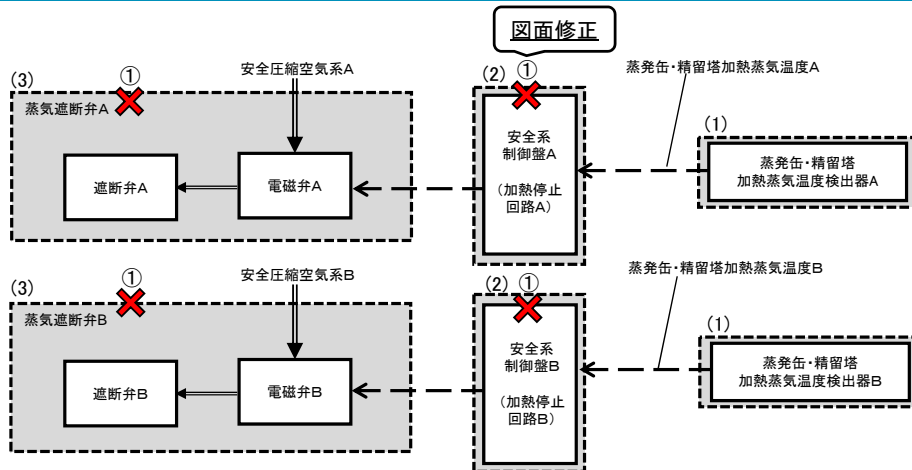 図面修正
(3)
①
蒸気遮断弁A
安全圧縮空気系A
遮断弁A
電磁弁A
(2)
①
安全系
制御盤A
(加熱停止
回路A)
蒸発缶・精留塔加熱蒸気温度A
(1)
蒸発缶・精留塔
加熱蒸気温度検出器A
(3)
①
蒸気遮断弁B
安全圧縮空気系B
遮断弁B
電磁弁B
(2)
①
安全系
制御盤B
(加熱停止
回路B)
蒸発缶・精留塔加熱蒸気温度B
(1)
蒸発缶・精留塔
加熱蒸気温度検出器B